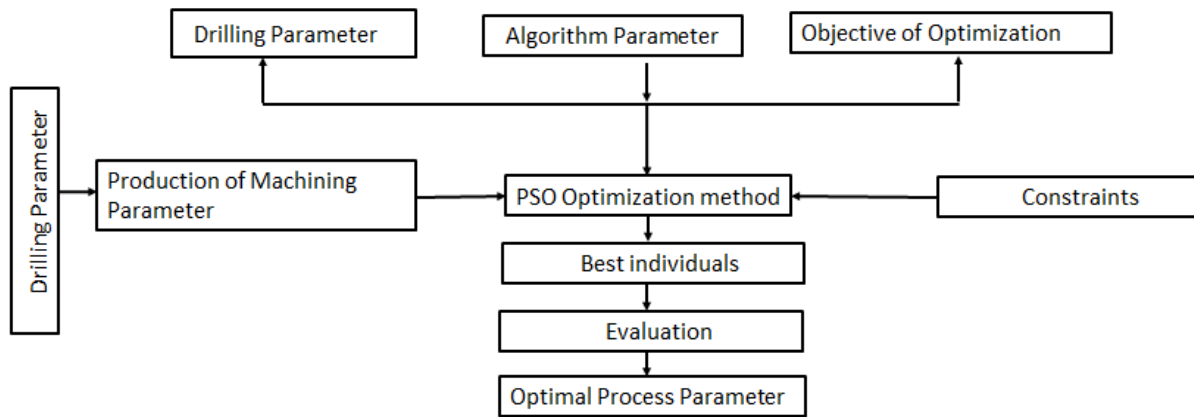 Drilling Parameter
Algorithm Parameter
Objective of Optimization
Drilling Parameter
Production of Machining
Parameter
PSO Optimization method
Constraints
Best individuals
Evaluation
Optimal Process Parameter